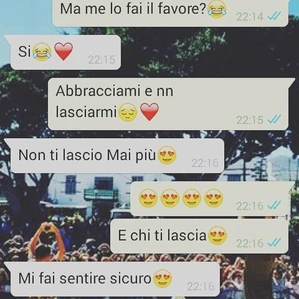 Ma me lo fai il favore?😂
22:14
Si😂❤
22:15
Abbracciami e nn
lasciarmi😔❤
22:15
Non ti lascio Mai più😍
22:16
😍😍😍😍
22:16
E chi ti lascia😍
22:16
Mi fai sentire sicuro😍
22:16